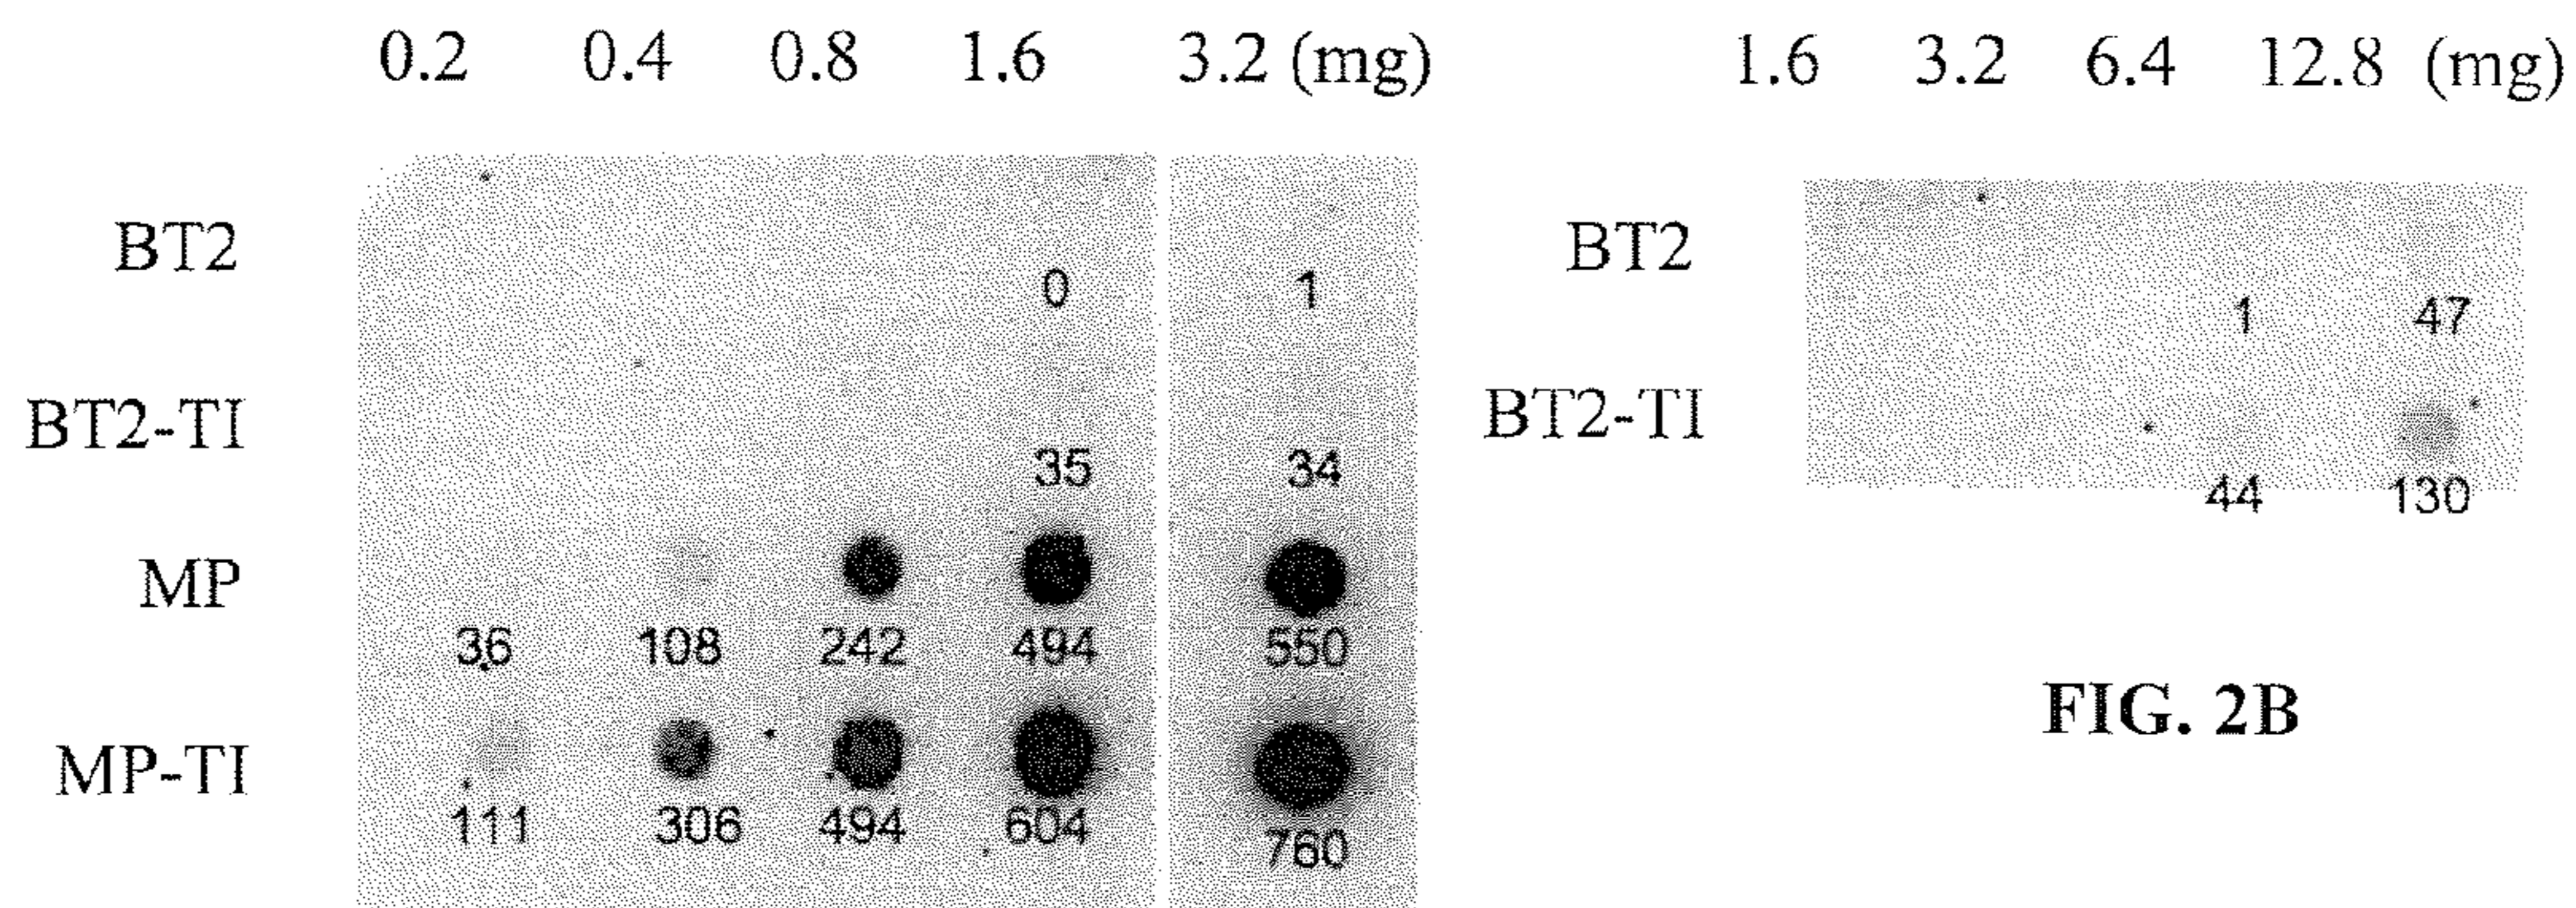 0.2 0.4 0.8 1.6 3.2 (mg)
BT2 0 1
BT2-TI 35 34
MP 36 108 242 494 550
MP-TI 111 306 494 604 760
1.6 3.2 6.4 12.8 (mg)
BT2 1 47
BT2-TI 44 130
FIG. 2B